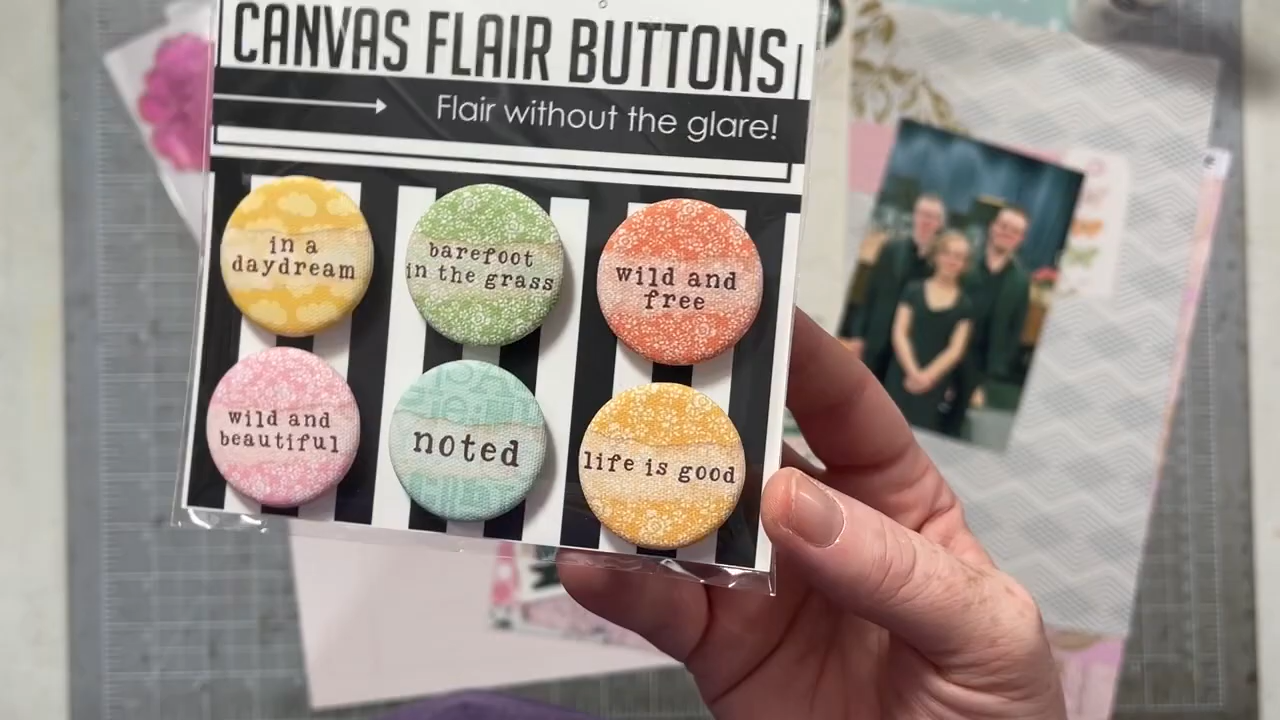 CANVAS FLAIR BUTTONS
Flair without the glare!
in a
daydream
barefoot
in the grass
wild and
free
wild and
beautiful
noted
life is good